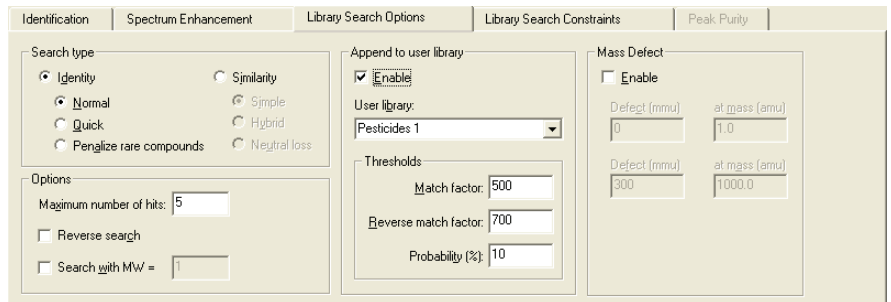 Identification
Spectrum Enhancement
Library Search Options
Library Search Constraints
Peak Purity
Search type
Identity
Similarity
Normal
Simple
Quick
Hybrid
Penalize rare compounds
Neutral loss
Options
Maximum number of hits: 5
Reverse search
Search with MW = 1
Append to user library
Enable
User library:
Pesticides 1
Thresholds
Match factor: 500
Reverse match factor: 700
Probability (%): 10
Mass Defect
Enable
Defect (mmu) at mass (amu)
0 1.0
Defect (mmu) at mass (amu)
300 1000.0